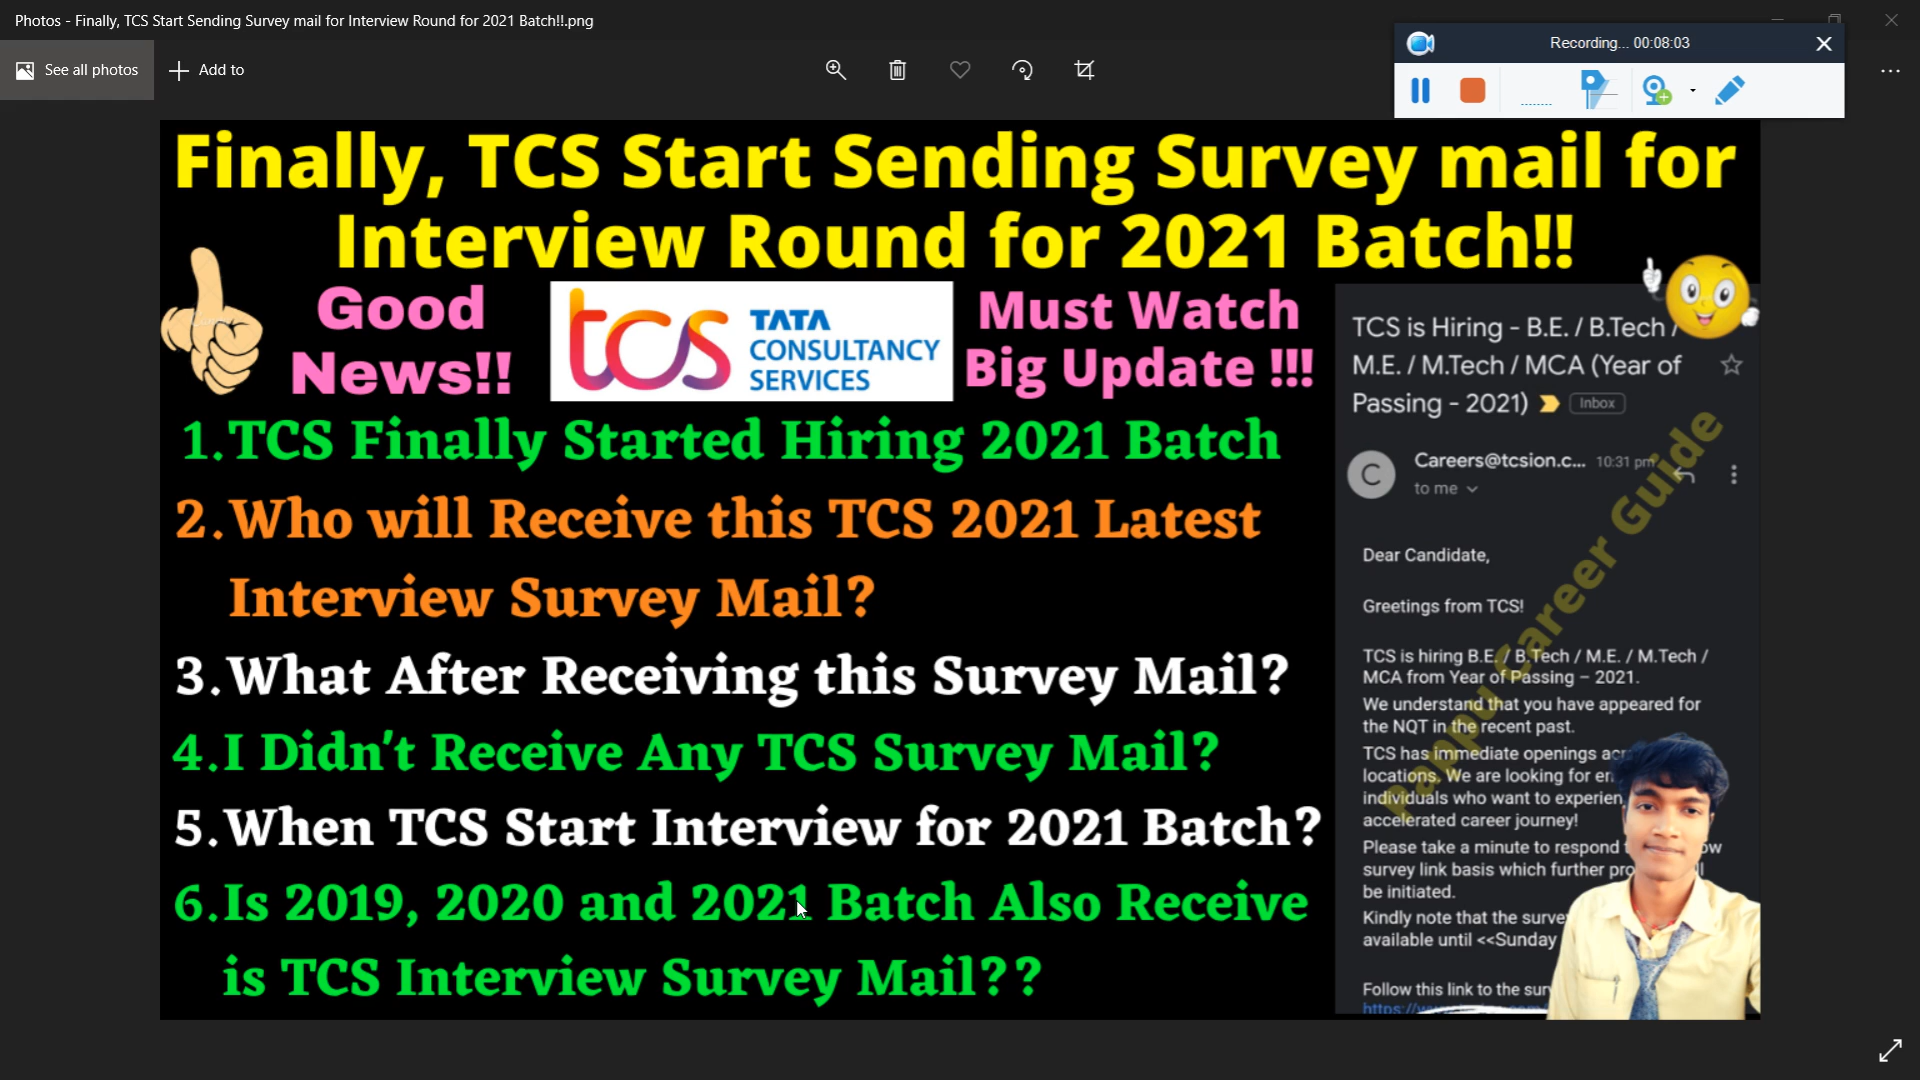 Photos - Finally, TCS Start Sending Survey mail for Interview Round for 2021 Batch!!.png
Recording... 00:08:03
See all photos
Add to
Finally, TCS Start Sending Survey mail for
Interview Round for 2021 Batch!!
Good
News!!
tcs TATA
CONSULTANCY
SERVICES
Must Watch
Big Update !!!
1.TCS Finally Started Hiring 2021 Batch
2.Who will Receive this TCS 2021 Latest
Interview Survey Mail?
3.What After Receiving this Survey Mail?
4.I Didn't Receive Any TCS Survey Mail?
5.When TCS Start Interview for 2021 Batch?
6.Is 2019, 2020 and 2021 Batch Also Receive
is TCS Interview Survey Mail??
TCS is Hiring - B.E. / B.Tech /
M.E. / M.Tech / MCA (Year of
Passing - 2021) Inbox
C
Careers@tcsion.c... 10:31 pm
to me
Dear Candidate,
Greetings from TCS!
TCS is hiring B.E. / B.Tech / M.E. / M.Tech /
MCA from Year of Passing – 2021.
We understand that you have appeared for
the NQT in the recent past.
TCS has immediate openings
locations. We are looking for
individuals who want to
accelerated career journey!
Please take a minute to respond
survey link basis which further
be initiated.
Kindly note that the
available until <<Sunday
Follow this link to the
Pappu Career Guide